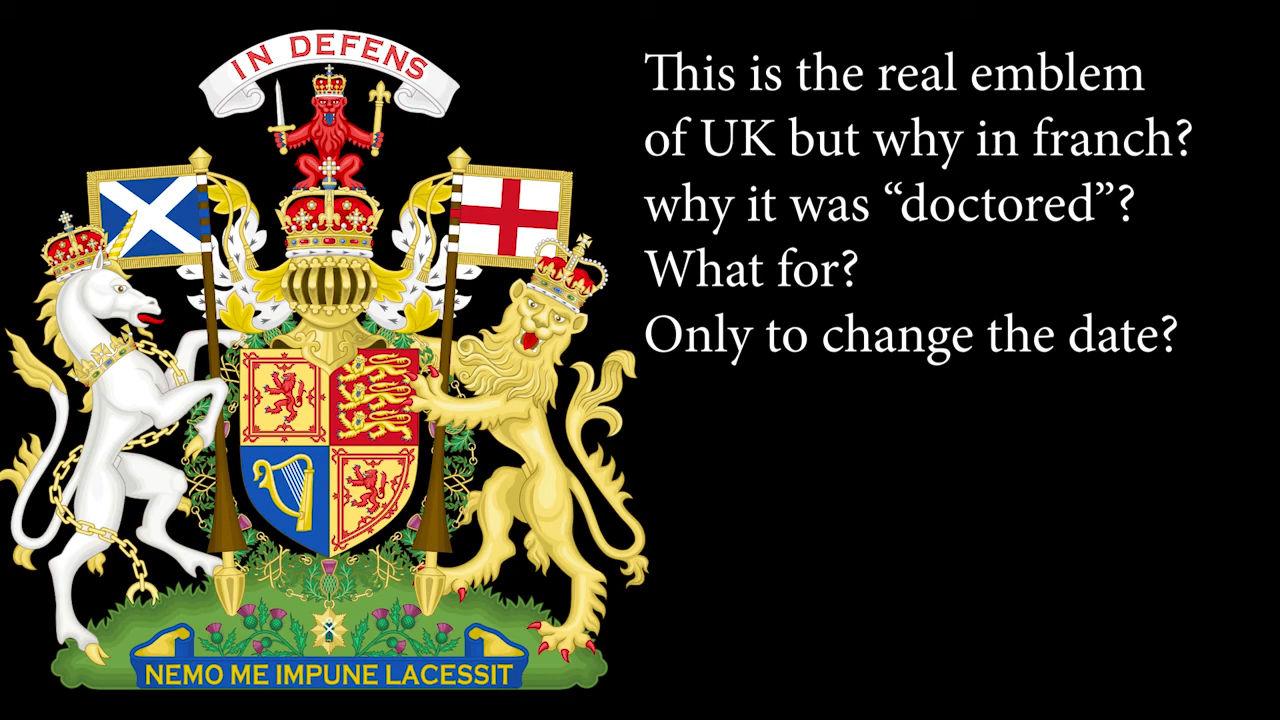 IN DEFENS
This is the real emblem
of UK but why in franch?
why it was “doctored”?
What for?
Only to change the date?
NEMO ME IMPUNE LACESSIT